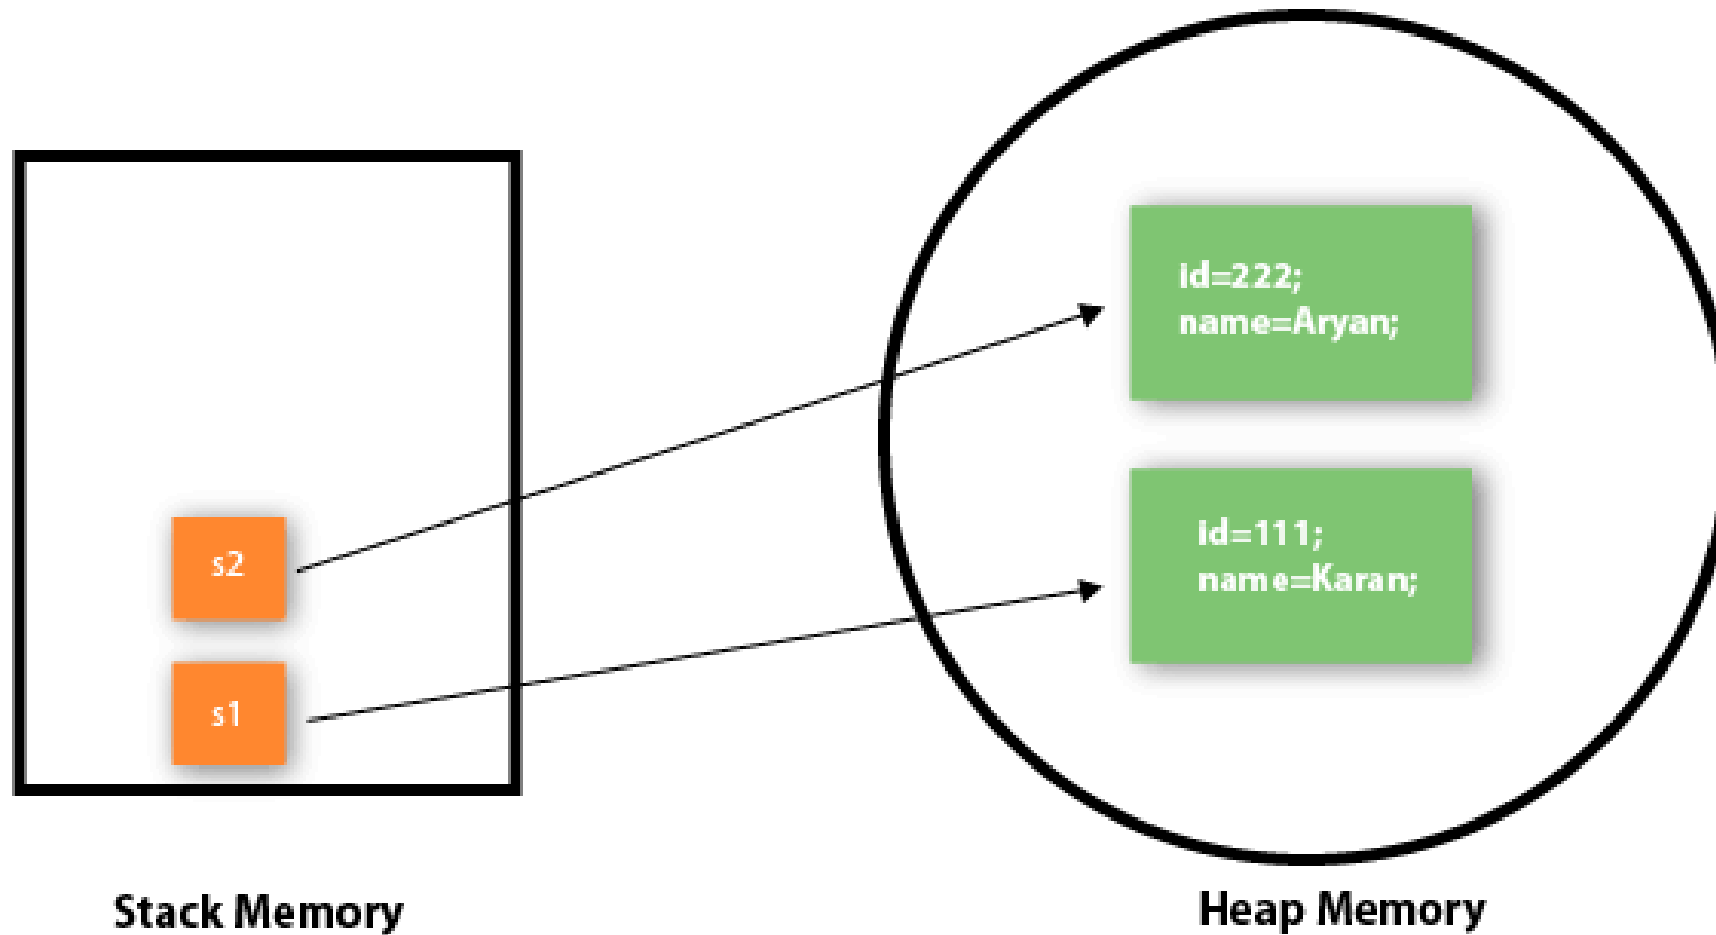 id=222;
name=Aryan;
id=111;
name=Karan;
s2
s1
Stack Memory
Heap Memory